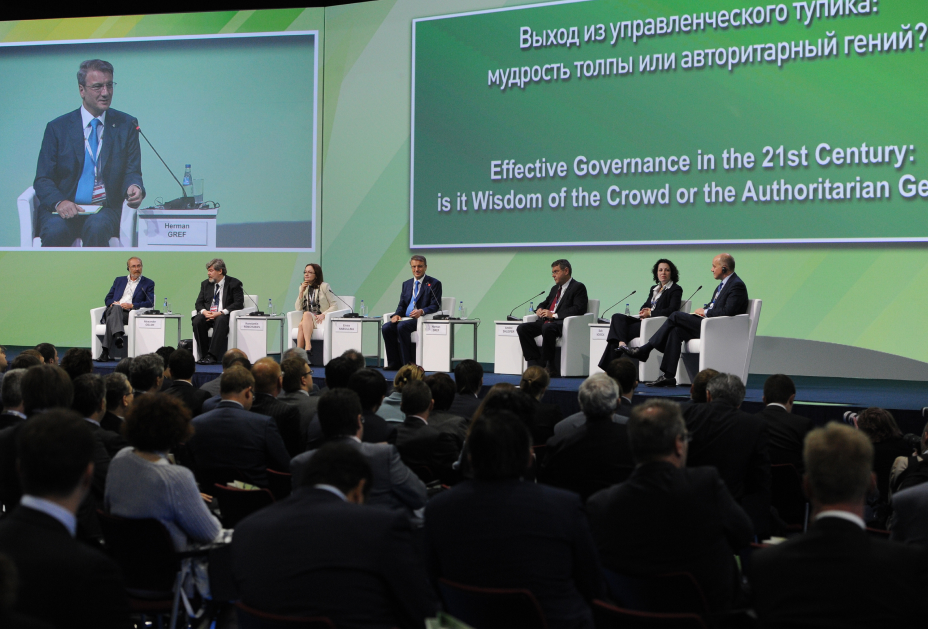 Выход из управленческого тупика:
мудрость толпы или авторитарный гений?
Effective Governance in the 21st Century:
is it Wisdom of the Crowd or the Authoritarian Ge
Herman
GREF